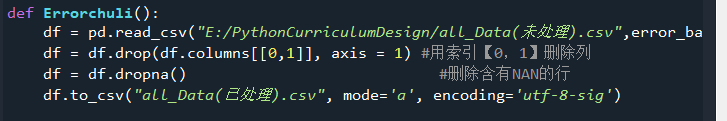 def Errorchuli():
df = pd.read_csv("E:/PythonCurriculumDesign/all_Data(未处理).csv",error_ba
df = df.drop(df.columns[[0,1]], axis = 1) #用索引【0，1】删除列
df = df.dropna() #删除含有NAN的行
df.to_csv("all_Data(已处理).csv", mode='a', encoding='utf-8-sig')